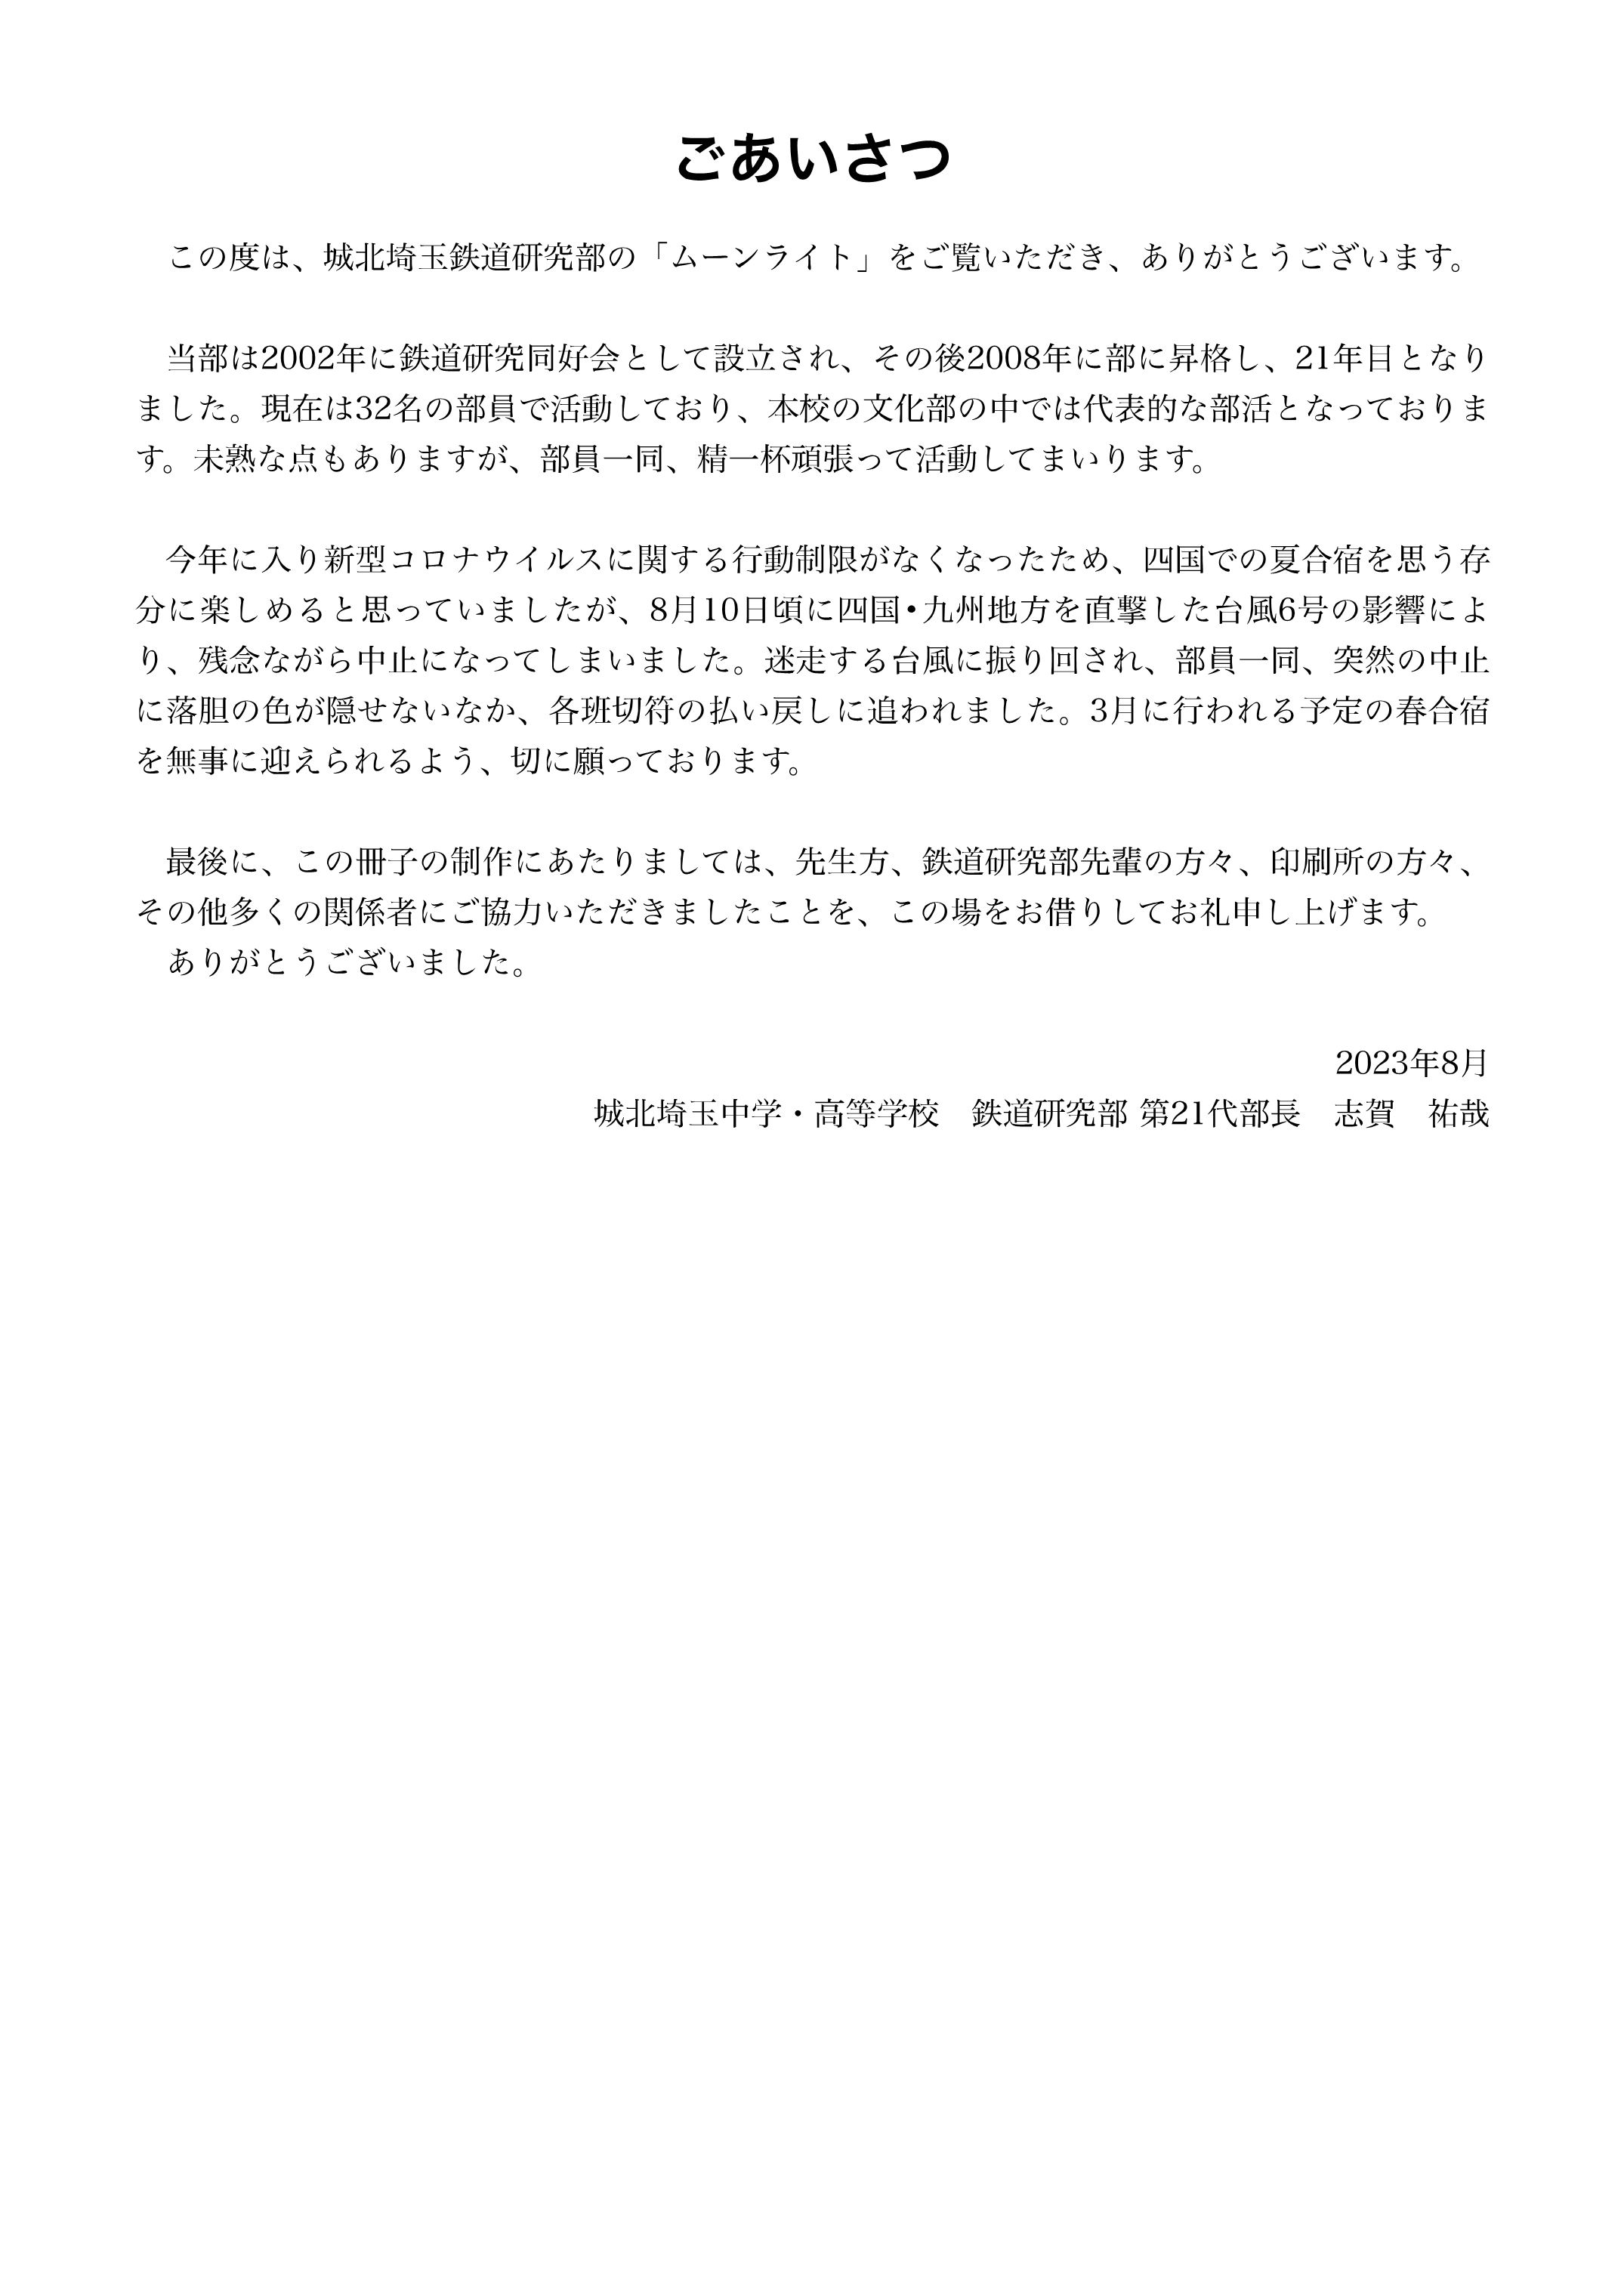 ごあいさつ
　この度は、城北埼玉鉄道研究部の「ムーンライト」をご覧いただき、ありがとうございます。
　当部は2002年に鉄道研究同好会として設立され、その後2008年に部に昇格し、21年目となり
ました。現在は32名の部員で活動しており、本校の文化部の中では代表的な部活となっておりま
す。未熟な点もありますが、部員一同、精一杯頑張って活動してまいります。
　今年に入り新型コロナウイルスに関する行動制限がなくなったため、四国での夏合宿を思う存
分に楽しめると思っていましたが、8月10日頃に四国•九州地方を直撃した台風6号の影響によ
り、残念ながら中止になってしまいました。迷走する台風に振り回され、部員一同、突然の中止
に落胆の色が隠せないなか、各班切符の払い戻しに追われました。3月に行われる予定の春合宿
を無事に迎えられるよう、切に願っております。
　最後に、この冊子の制作にあたりましては、先生方、鉄道研究部先輩の方々、印刷所の方々、
その他多くの関係者にご協力いただきましたことを、この場をお借りしてお礼申し上げます。
　ありがとうございました。
2023年8月
城北埼玉中学・高等学校　鉄道研究部 第21代部長　志賀　祐哉